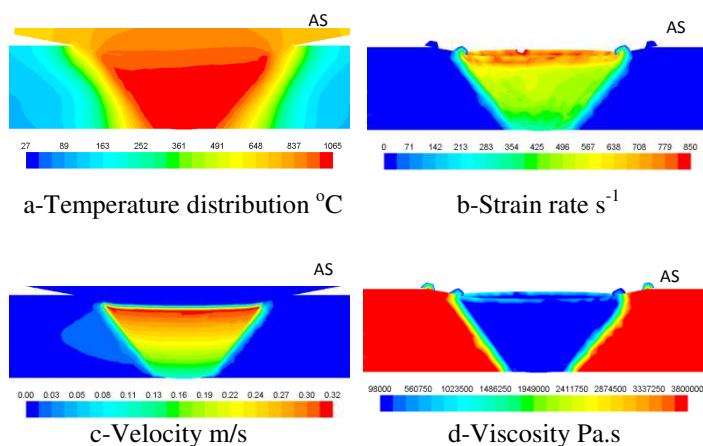 AS
AS
27 89 163 252 361 491 648 837 1065
0 71 142 213 283 354 425 496 567 638 708 779 850
a-Temperature distribution °C
b-Strain rate s⁻¹
AS
AS
0.00 0.03 0.05 0.08 0.11 0.13 0.16 0.19 0.21 0.24 0.27 0.30 0.32
98000 560750 1023500 1486250 1949000 2411750 2874500 3337250 3800000
c-Velocity m/s
d-Viscosity Pa.s